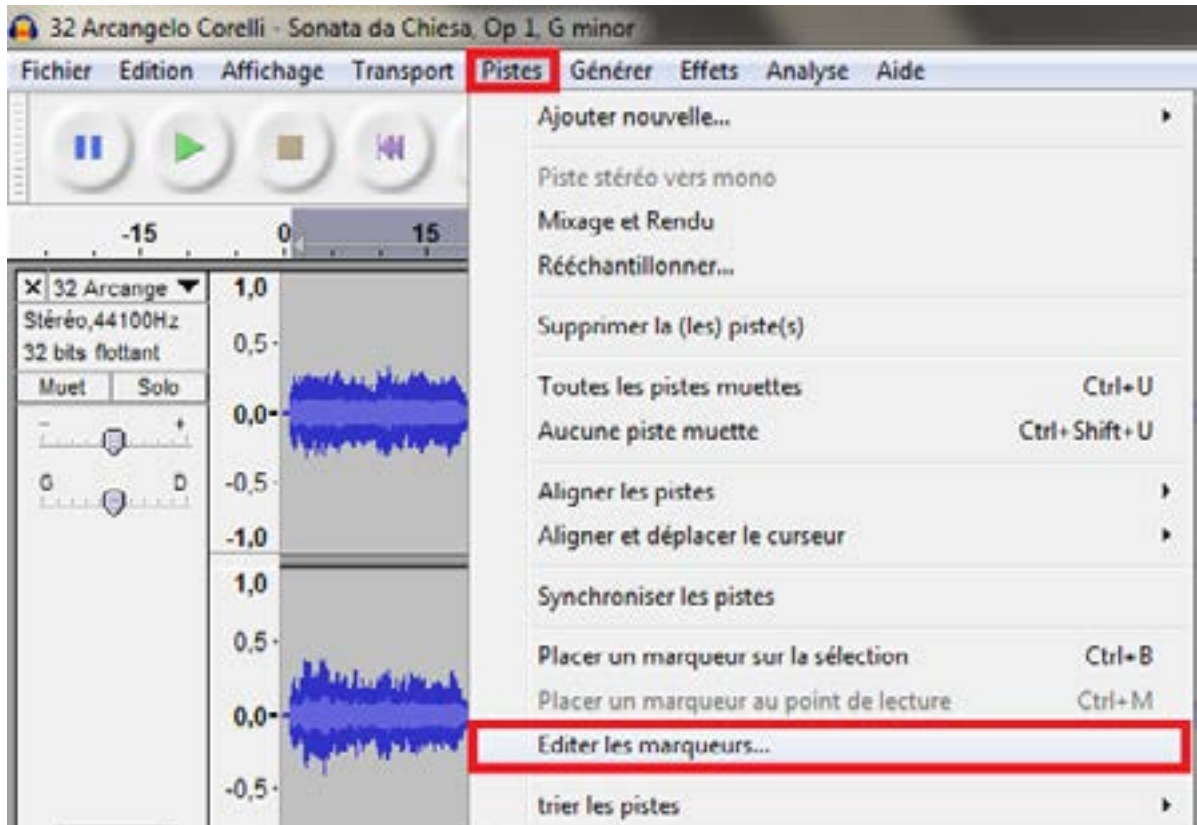 32 Arcangelo Corelli - Sonata da Chiesa, Op 1, G minor
Fichier Edition Affichage Transport Pistes Générer Effets Analyse Aide
-15 0 15
32 Arcange
Stéréo,44100Hz
32 bits flottant
Muet Solo
- +
G D
1,0
0,5
0,0
-0,5
-1,0
1,0
0,5
0,0
-0,5
Ajouter nouvelle...
Piste stéréo vers mono
Mixage et Rendu
Rééchantillonner...
Supprimer la (les) piste(s)
Toutes les pistes muettes Ctrl+U
Aucune piste muette Ctrl+Shift+U
Aligner les pistes
Aligner et déplacer le curseur
Synchroniser les pistes
Placer un marqueur sur la sélection Ctrl+B
Placer un marqueur au point de lecture Ctrl+M
Editer les marqueurs...
trier les pistes